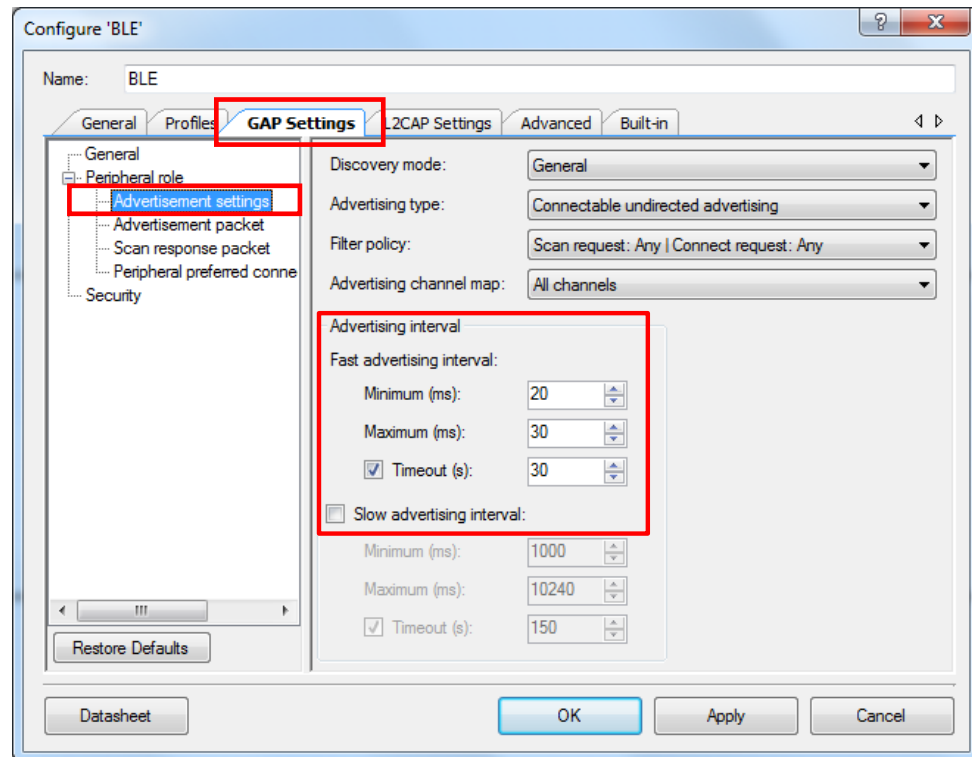 Configure 'BLE'
Name: BLE
General Profiles GAP Settings L2CAP Settings Advanced Built-in
General
Peripheral role
Advertisement settings
Advertisement packet
Scan response packet
Peripheral preferred conne
Security
Restore Defaults
Discovery mode: General
Advertising type: Connectable undirected advertising
Filter policy: Scan request: Any | Connect request: Any
Advertising channel map: All channels
Advertising interval
Fast advertising interval:
Minimum (ms): 20
Maximum (ms): 30
Timeout (s): 30
Slow advertising interval:
Minimum (ms): 1000
Maximum (ms): 10240
Timeout (s): 150
Datasheet OK Apply Cancel